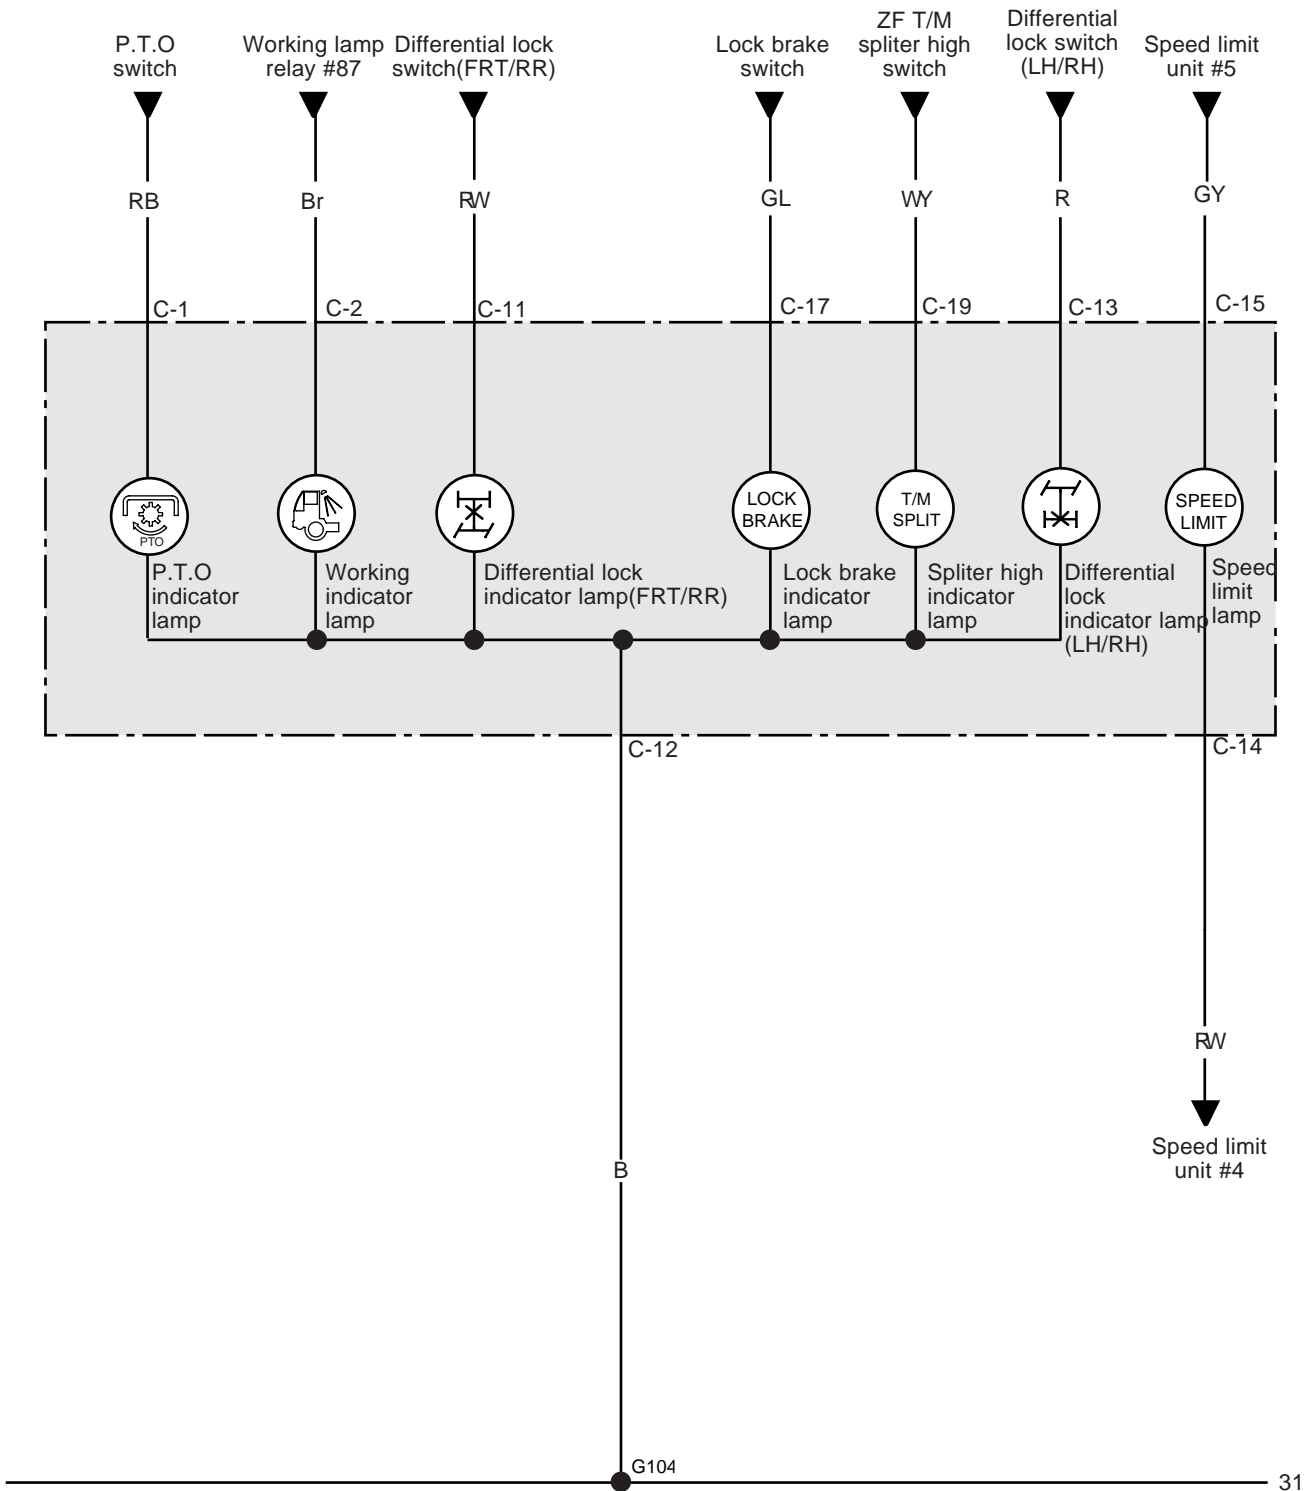 P.T.O
switch
Working lamp
relay #87
Differential lock
switch(FRT/RR)
Lock brake
switch
ZF T/M
spliter high
switch
Differential
lock switch
(LH/RH)
Speed limit
unit #5
RB
Br
RW
GL
WY
R
GY
C-1
C-2
C-11
C-17
C-19
C-13
C-15
PTO
LOCK
BRAKE
T/M
SPLIT
SPEED
LIMIT
P.T.O
indicator
lamp
Working
indicator
lamp
Differential lock
indicator lamp(FRT/RR)
Lock brake
indicator
lamp
Spliter high
indicator
lamp
Differential
lock
indicator lamp
(LH/RH)
Speed
limit
lamp
C-12
C-14
RW
Speed limit
unit #4
B
G104
31